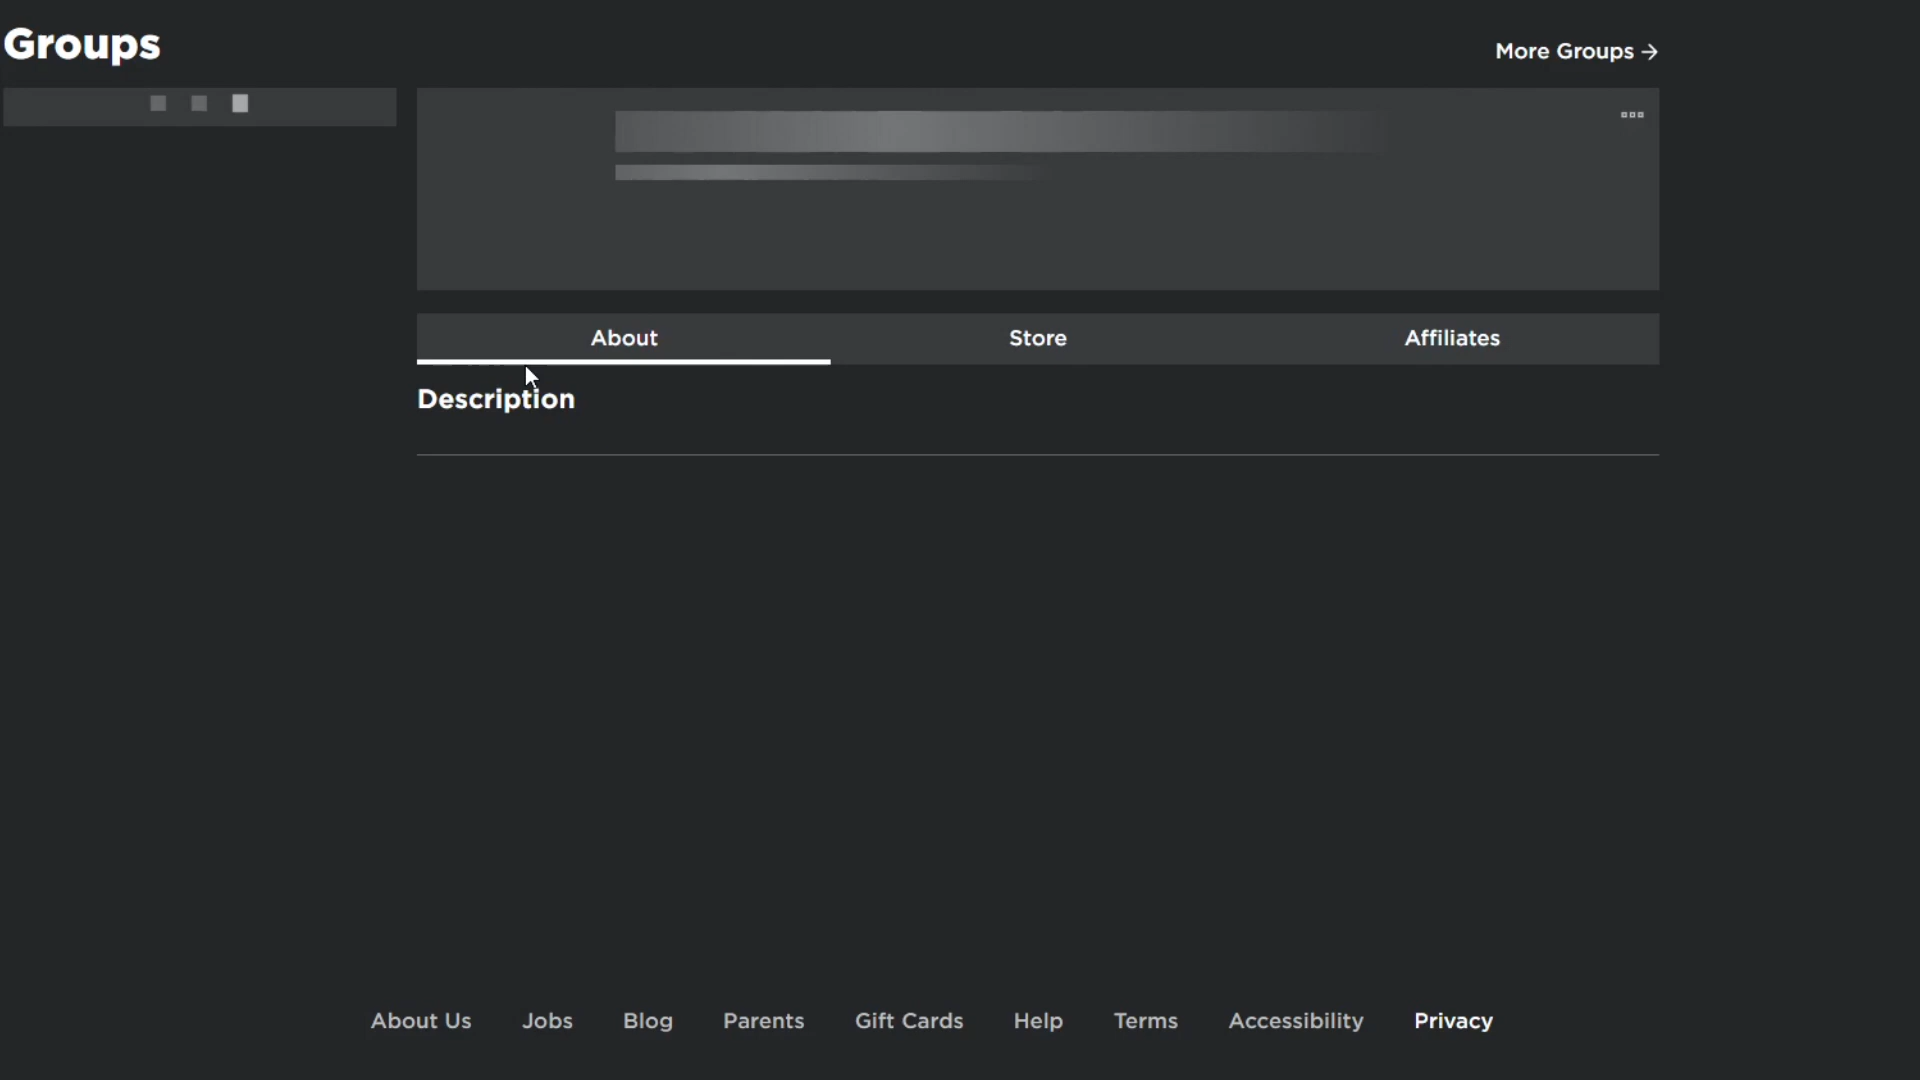 Groups
More Groups →
About
Store
Affiliates
Description
About Us
Jobs
Blog
Parents
Gift Cards
Help
Terms
Accessibility
Privacy